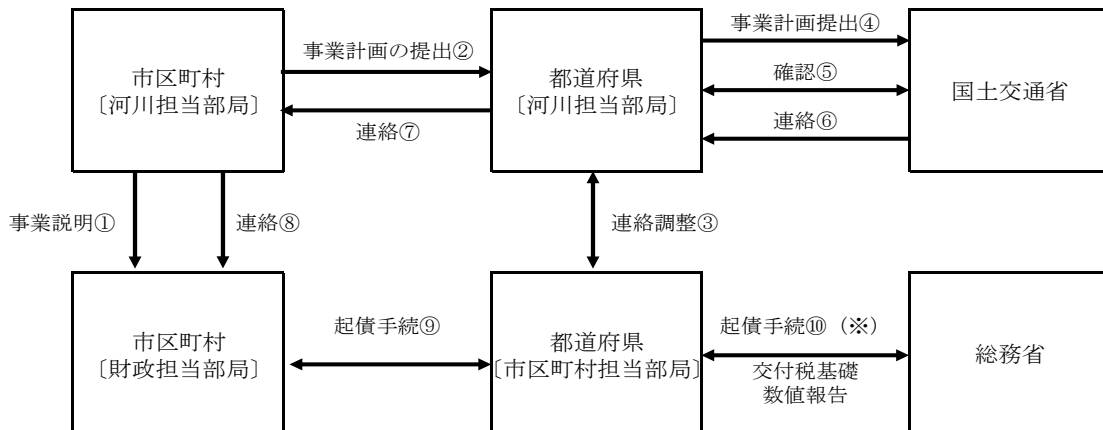 市区町村
〔河川担当部局〕
事業計画の提出②
連絡⑦
都道府県
〔河川担当部局〕
事業計画提出④
確認⑤
連絡⑥
国土交通省
事業説明①
連絡⑧
連絡調整③
市区町村
〔財政担当部局〕
起債手続⑨
都道府県
〔市区町村担当部局〕
起債手続⑩（※）
交付税基礎
数値報告
総務省